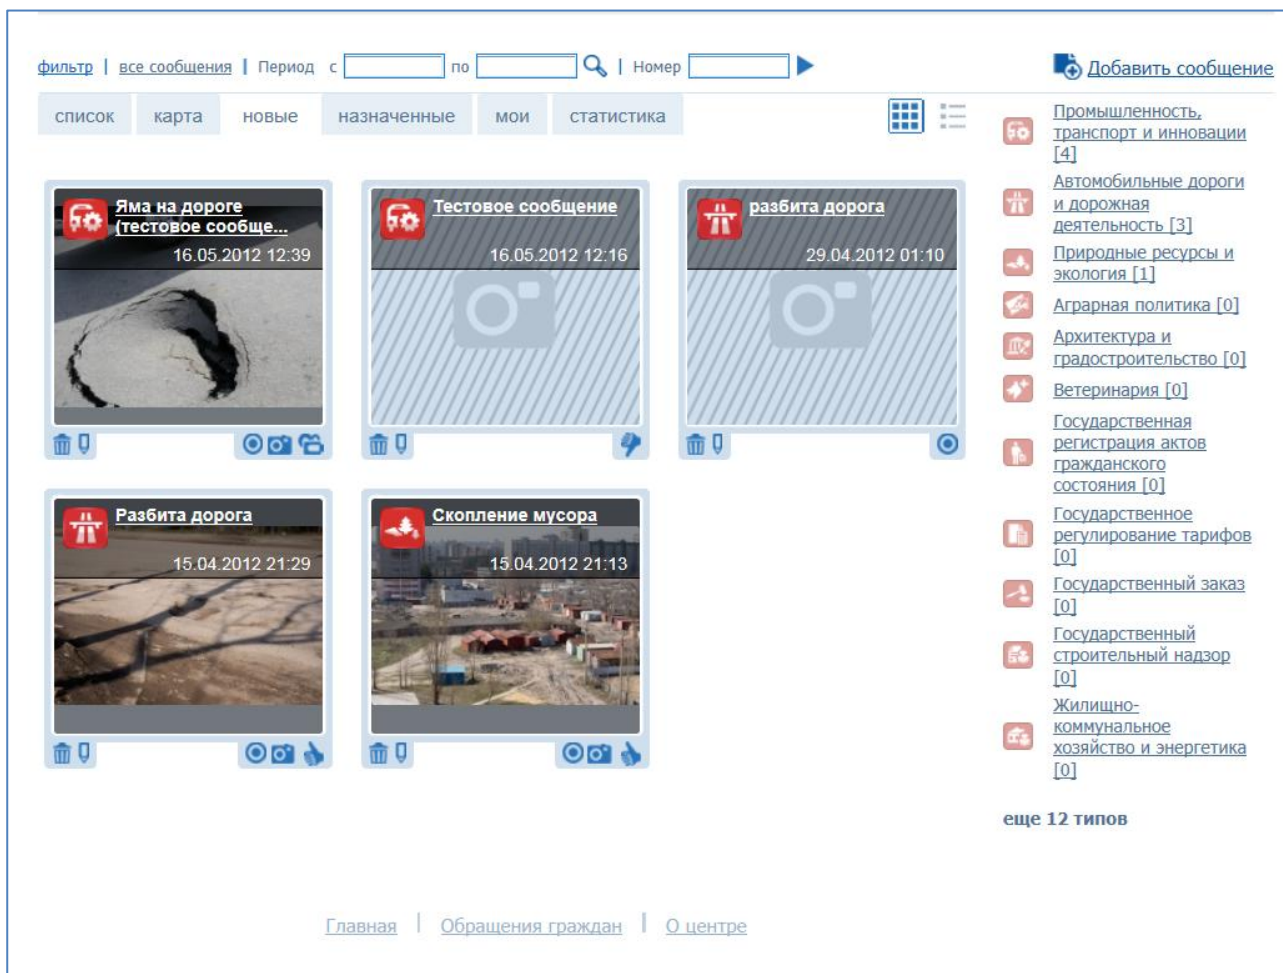 фильтр | все сообщения | Период с по | Номер
Добавить сообщение
список карта новые назначенные мои статистика
Яма на дороге
(тестовое сообще...
16.05.2012 12:39
Тестовое сообщение
16.05.2012 12:16
разбита дорога
29.04.2012 01:10
Разбита дорога
15.04.2012 21:29
Скопление мусора
15.04.2012 21:13
Промышленность,
транспорт и инновации
[4]
Автомобильные дороги
и дорожная
деятельность [3]
Природные ресурсы и
экология [1]
Аграрная политика [0]
Архитектура и
градостроительство [0]
Ветеринария [0]
Государственная
регистрация актов
гражданского
состояния [0]
Государственное
регулирование тарифов
[0]
Государственный заказ
[0]
Государственный
строительный надзор
[0]
Жилищно-
коммунальное
хозяйство и энергетика
[0]
еще 12 типов
Главная | Обращения граждан | О центре